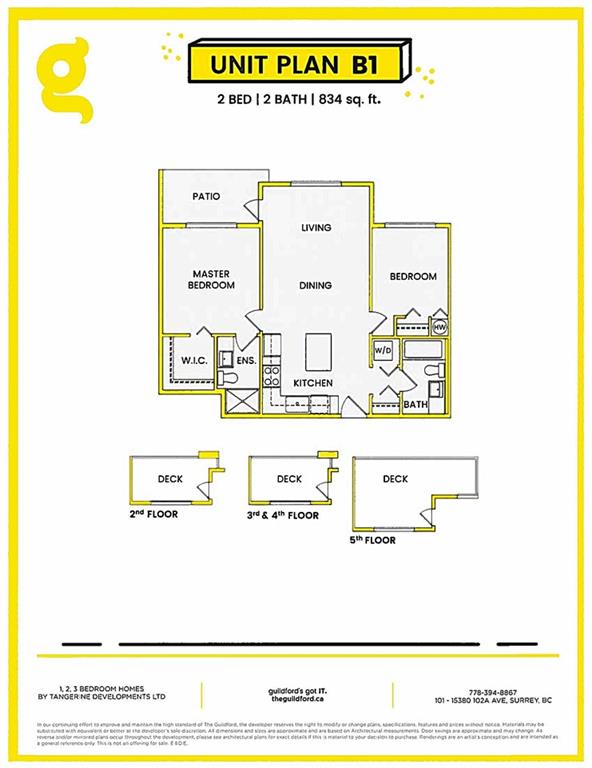 g
UNIT PLAN B1
2 BED | 2 BATH | 834 sq. ft.
PATIO
LIVING
MASTER
BEDROOM
DINING
BEDROOM
HW
W.I.C.
ENS.
W/D
KITCHEN
BATH
DECK
2nd FLOOR
DECK
3rd & 4th FLOOR
DECK
5th FLOOR
1, 2, 3 BEDROOM HOMES
BY TANGERINE DEVELOPMENTS LTD
guildford's got IT.
theguildford.ca
778-394-8867
101 - 15380 102A AVE, SURREY, BC
In our continuing effort to improve and maintain the high standard of The Guildford, the developer reserves the right to modify or change plans, specifications, features and prices without notice. Materials may be
substituted with equivalent or better at the developer's sole discretion. All dimensions and sizes are approximate and are based on Architectural measurements. Door swings are approximate and may change. As
reverse and/or mirrored plans occur throughout the development, please see architectural plans for exact details if this is material to your decision to purchase. Renderings are an artist's conception and are intended as
a general reference only. This is not an offering for sale. E.&O.E.